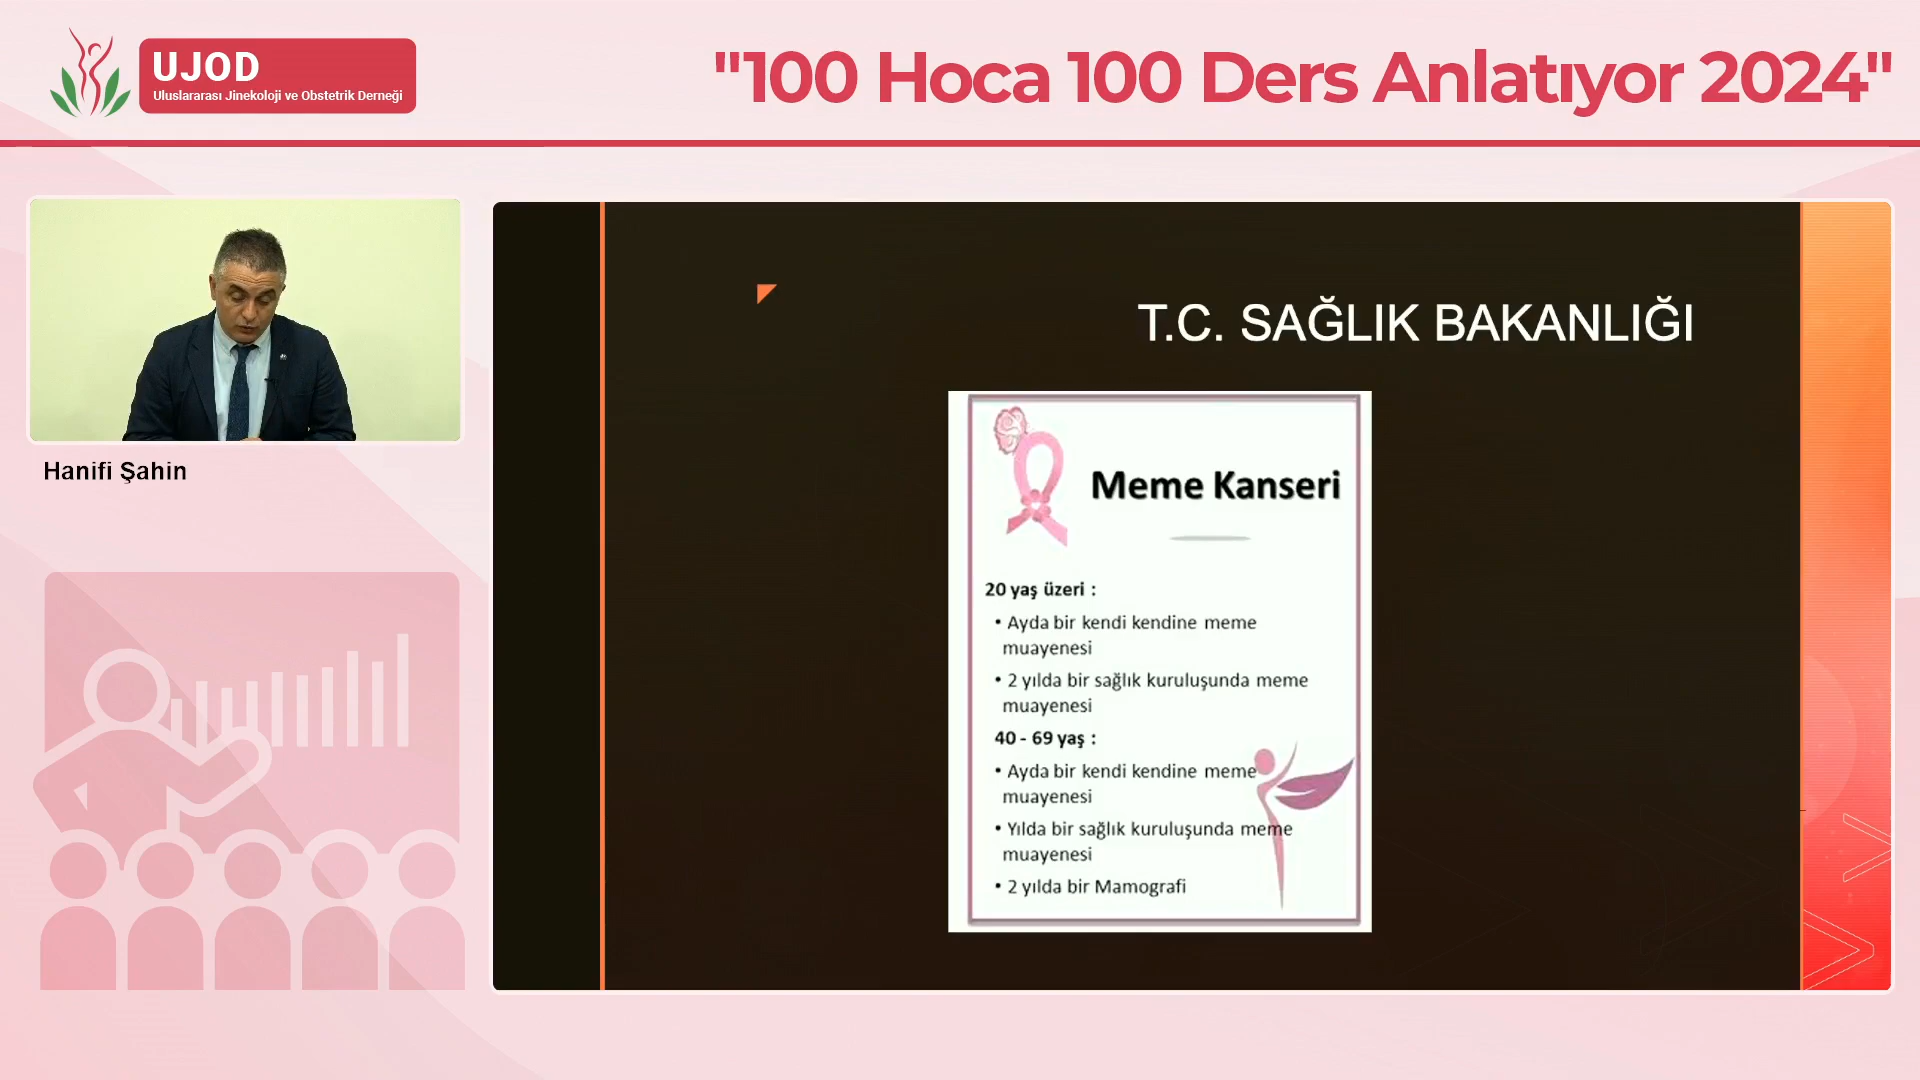 UJOD
Uluslararası Jinekoloji ve Obstetrik Derneği
"100 Hoca 100 Ders Anlatıyor 2024"
Hanifi Şahin
T.C. SAĞLIK BAKANLIĞI
Meme Kanseri
20 yaş üzeri :
• Ayda bir kendi kendine meme
muayenesi
• 2 yılda bir sağlık kuruluşunda meme
muayenesi
40 - 69 yaş :
• Ayda bir kendi kendine meme
muayenesi
• Yılda bir sağlık kuruluşunda meme
muayenesi
• 2 yılda bir Mamografi